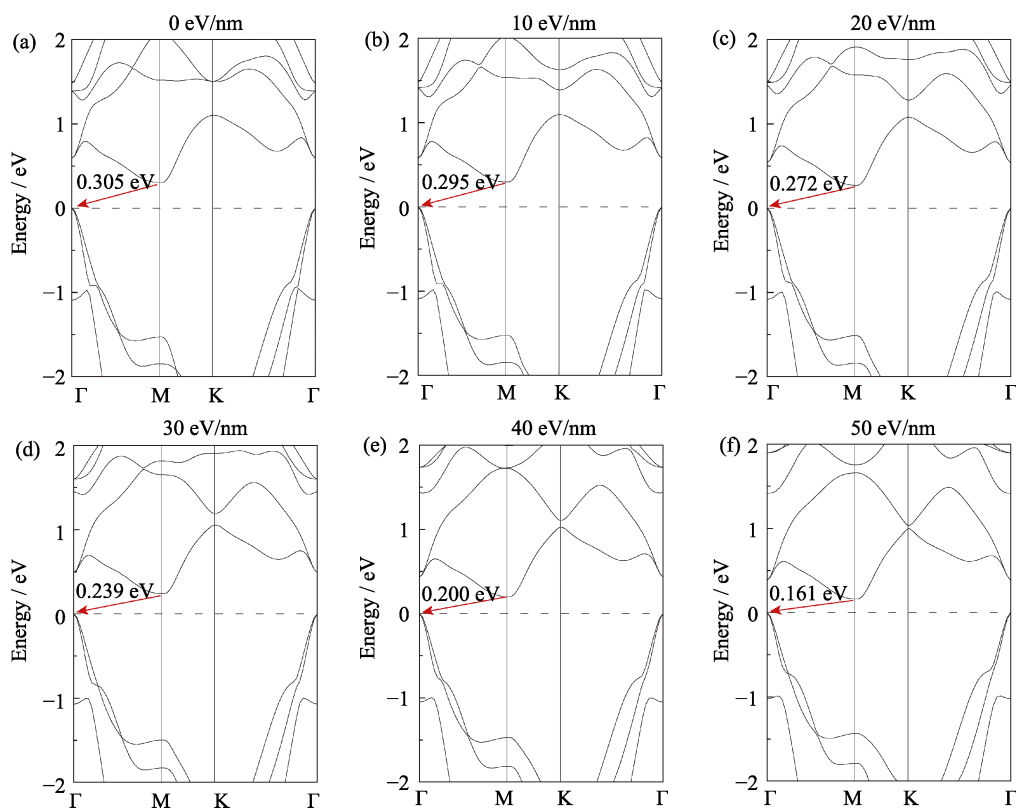 0 eV/nm
10 eV/nm
20 eV/nm
(a)
(b)
(c)
2
1
0
−1
−2
Energy / eV
0.305 eV
Γ
M
K
Γ
2
1
0
−1
−2
Energy / eV
0.295 eV
Γ
M
K
Γ
2
1
0
−1
−2
Energy / eV
0.272 eV
Γ
M
K
Γ
30 eV/nm
40 eV/nm
50 eV/nm
(d)
(e)
(f)
2
1
0
−1
−2
Energy / eV
0.239 eV
Γ
M
K
Γ
2
1
0
−1
−2
Energy / eV
0.200 eV
Γ
M
K
Γ
2
1
0
−1
−2
Energy / eV
0.161 eV
Γ
M
K
Γ